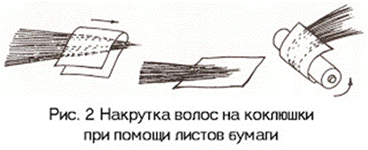 Рис. 2 Накрутка волос на коклюшки
при помощи листов бумаги